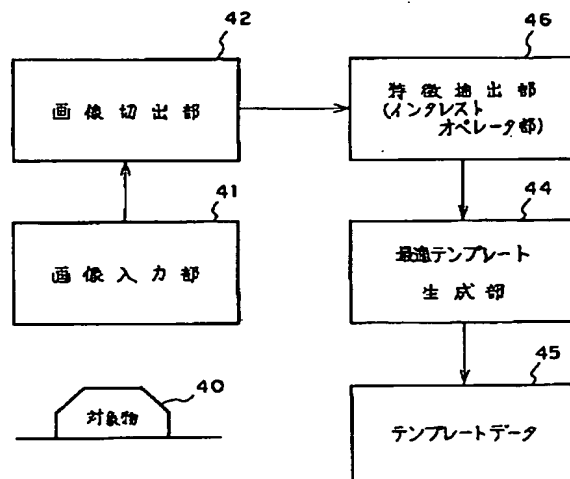 42
画像切出部
46
特徴抽出部
(インタレスト
オペレータ部)
41
画像入力部
44
最適テンプレート
生成部
40
対象物
45
テンプレートデータ